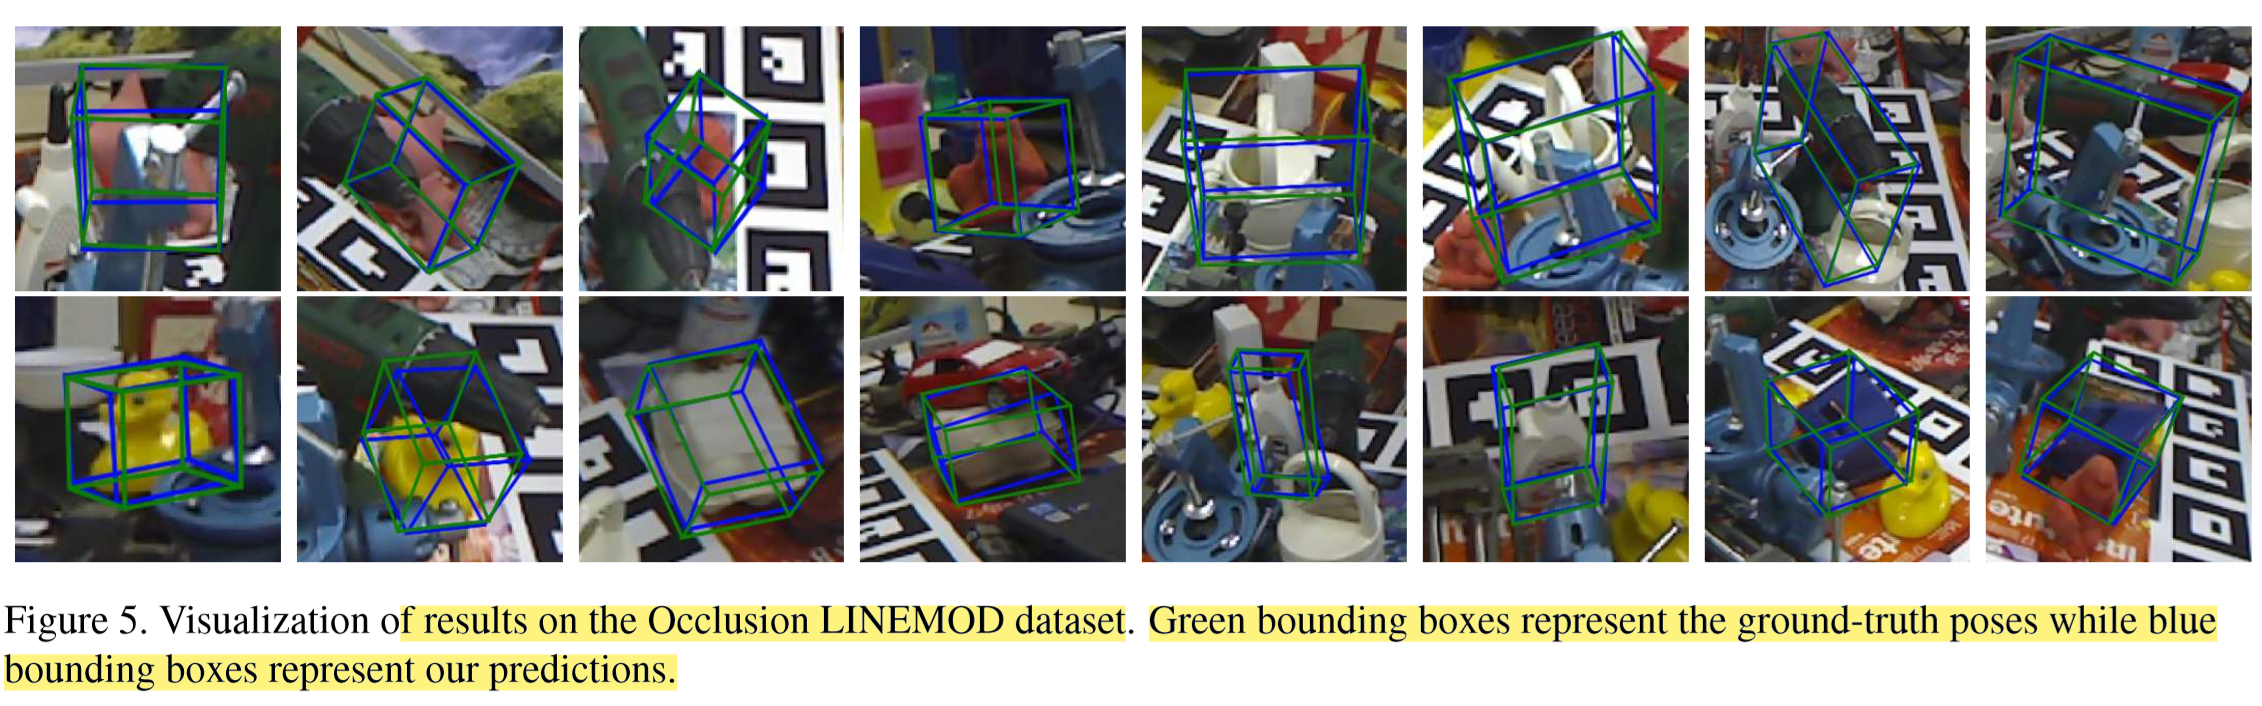 Figure 5. Visualization of results on the Occlusion LINEMOD dataset. Green bounding boxes represent the ground-truth poses while blue
bounding boxes represent our predictions.